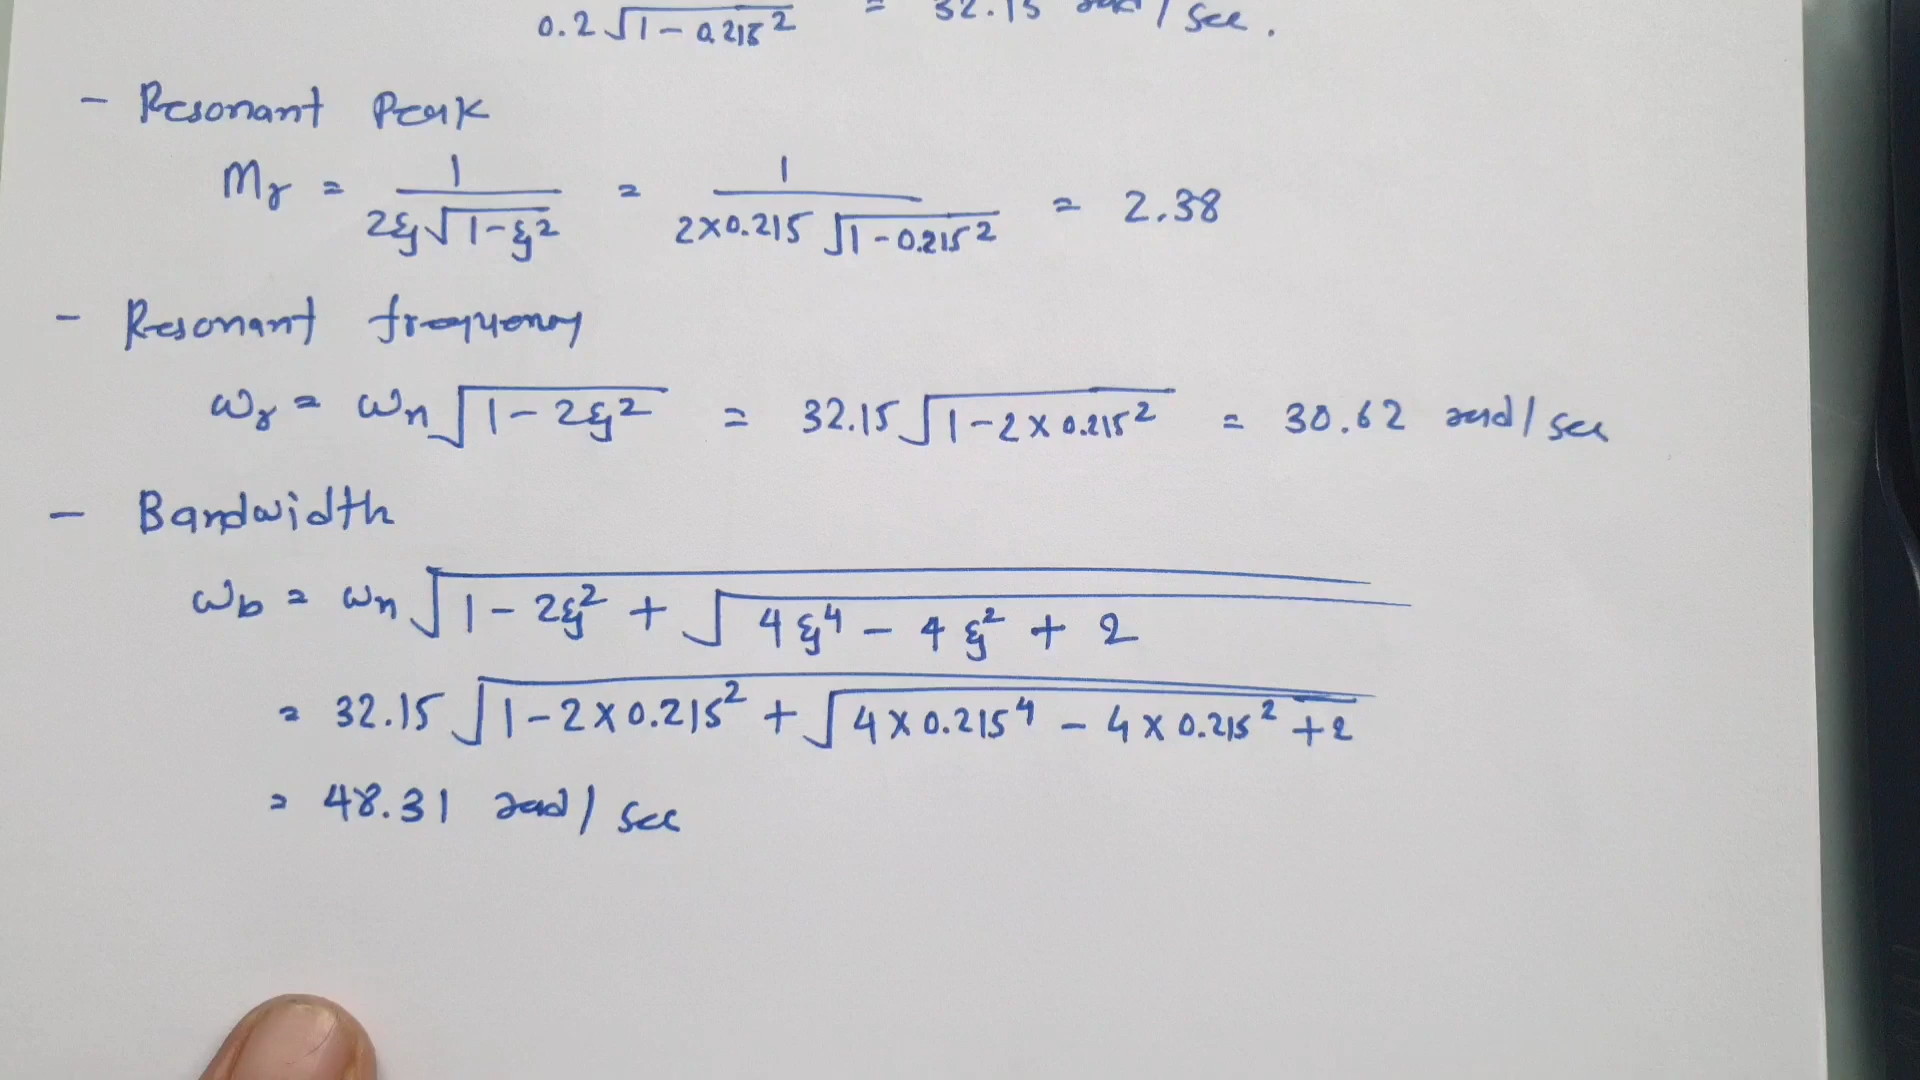 0.2√1-0.215² = 32.15 rad/sec.
- Resonant Peak
Mr = 1/2ξ√1-ξ² = 1/2×0.215√1-0.215² = 2.38
- Resonant frequency
ωr = ωn√1-2ξ² = 32.15√1-2×0.215² = 30.62 rad/sec
- Bandwidth
ωb = ωn√1-2ξ²+√4ξ⁴-4ξ²+2
= 32.15√1-2×0.215²+√4×0.215⁴-4×0.215²+2
= 48.31 rad/sec